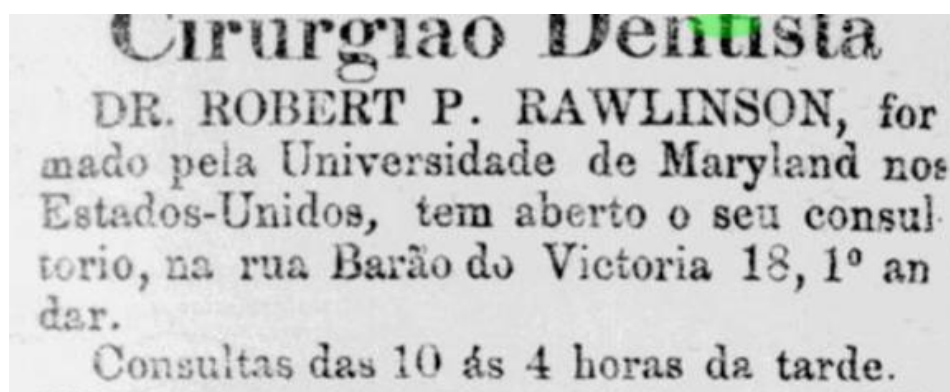 Cirurgião Dentista
DR. ROBERT P. RAWLINSON, for
mado pela Universidade de Maryland nos
Estados-Unidos, tem aberto o seu consul-
torio, na rua Barão do Victoria 18, 1º an
dar.
Consultas das 10 ás 4 horas da tarde.